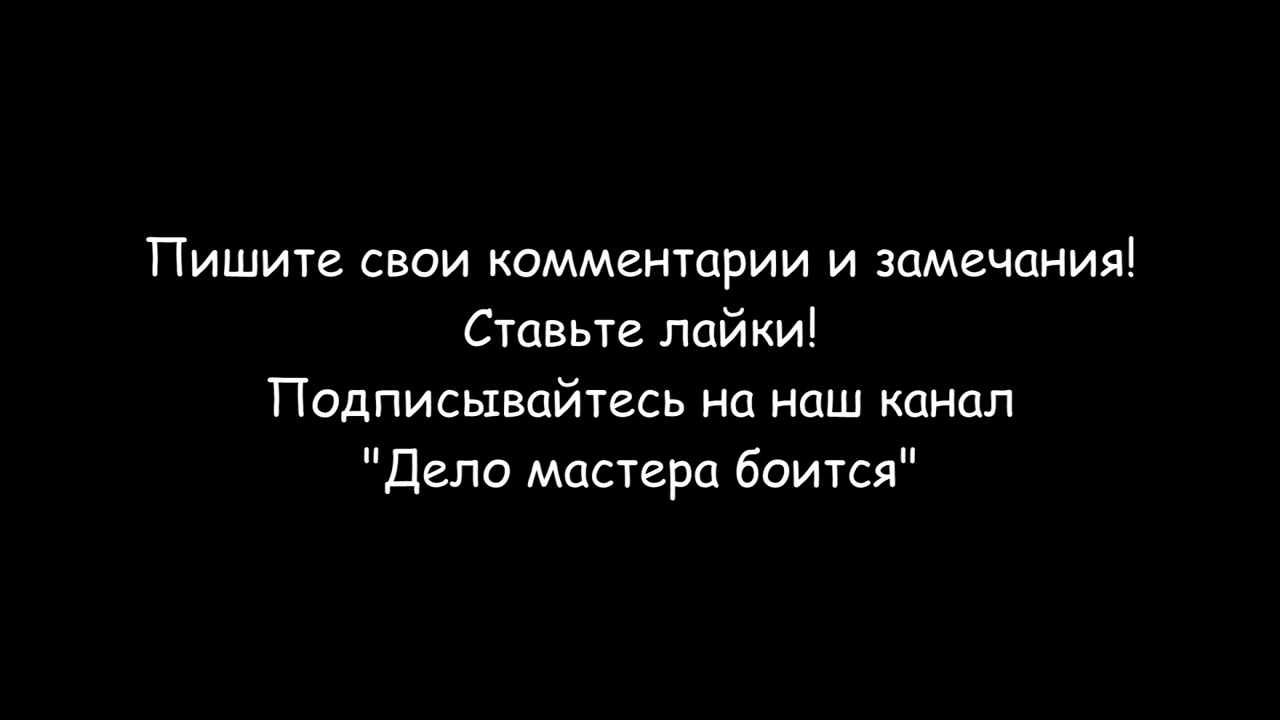 Пишите свои комментарии и замечания!
Ставьте лайки!
Подписывайтесь на наш канал
"Дело мастера боится"